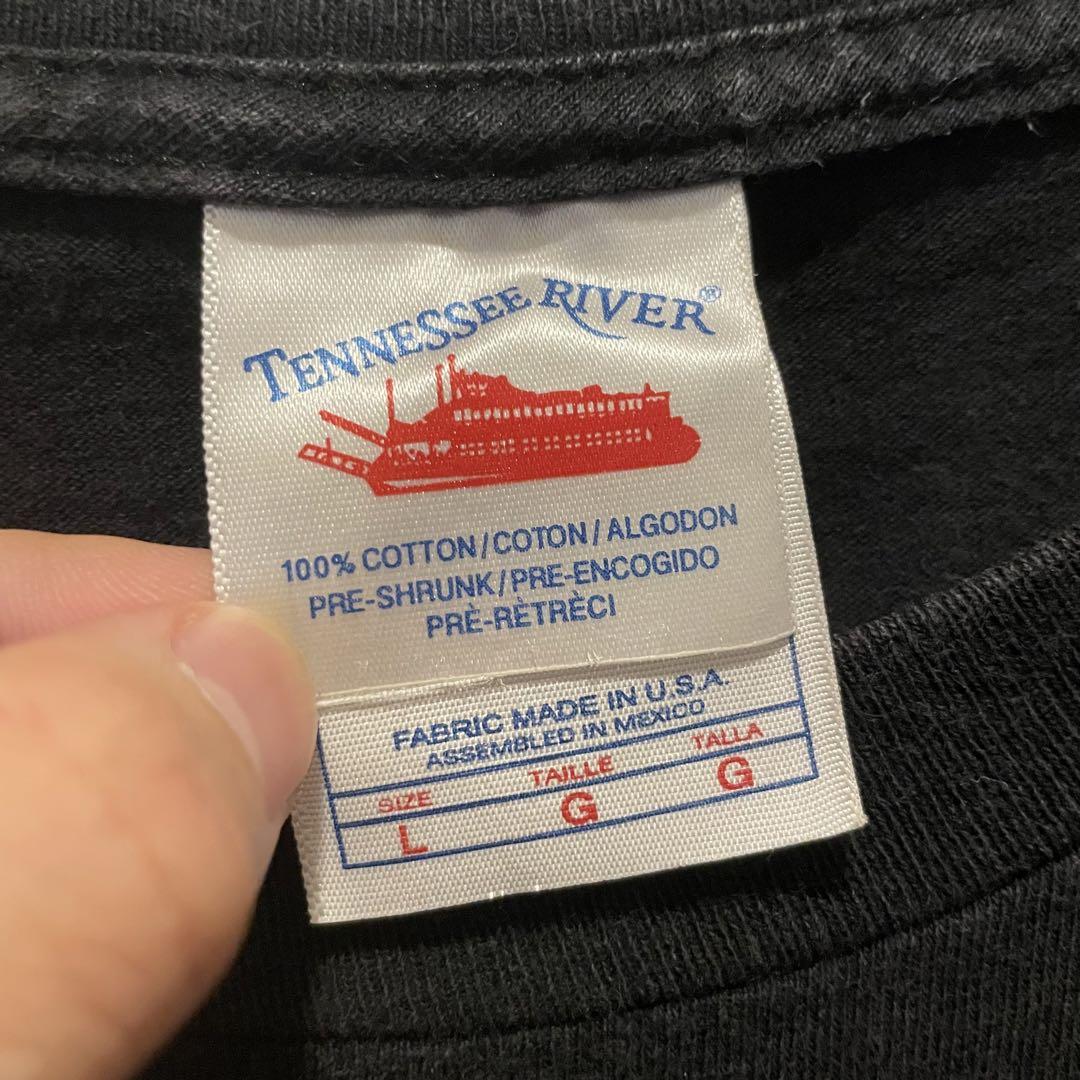 TENNESSEE RIVER®
100% COTTON/COTON/ALGODON
PRE-SHRUNK/PRE-ENCOGIDO
PRÈ-RÈTRÈCI
FABRIC MADE IN U.S.A.
ASSEMBLED IN MEXICO
SIZE TAILLE TALLA
L G G